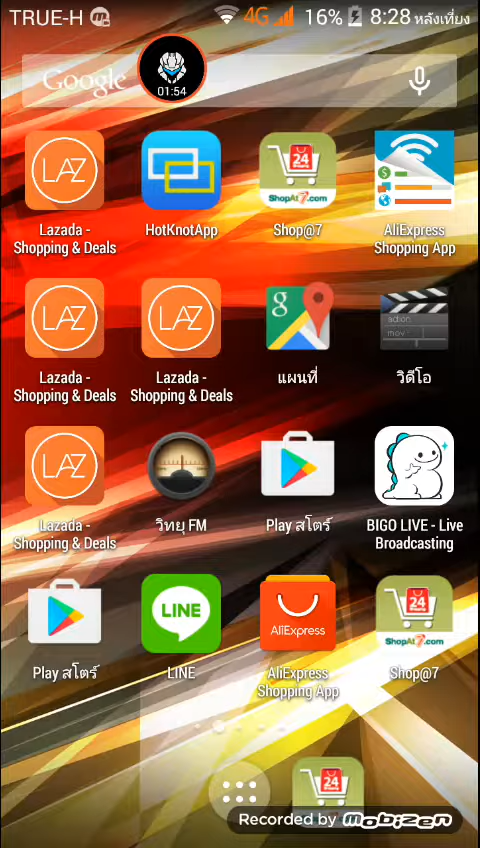 TRUE-H 4G 16% 8:28 หลังเที่ยง
Google
01:54
LAZ
24
ShopAt7.com
$
Lazada -
Shopping & Deals
HotKnotApp
Shop@7
AliExpress
Shopping App
LAZ
LAZ
g
Lazada -
Shopping & Deals
Lazada -
Shopping & Deals
แผนที่
วิดีโอ
LAZ
Lazada -
Shopping & Deals
วิทยุ FM
Play สโตร์
BIGO LIVE - Live
Broadcasting
LINE
AliExpress
24
ShopAt7.com
Play สโตร์
LINE
AliExpress
Shopping App
Shop@7
24
Recorded by Mobizen